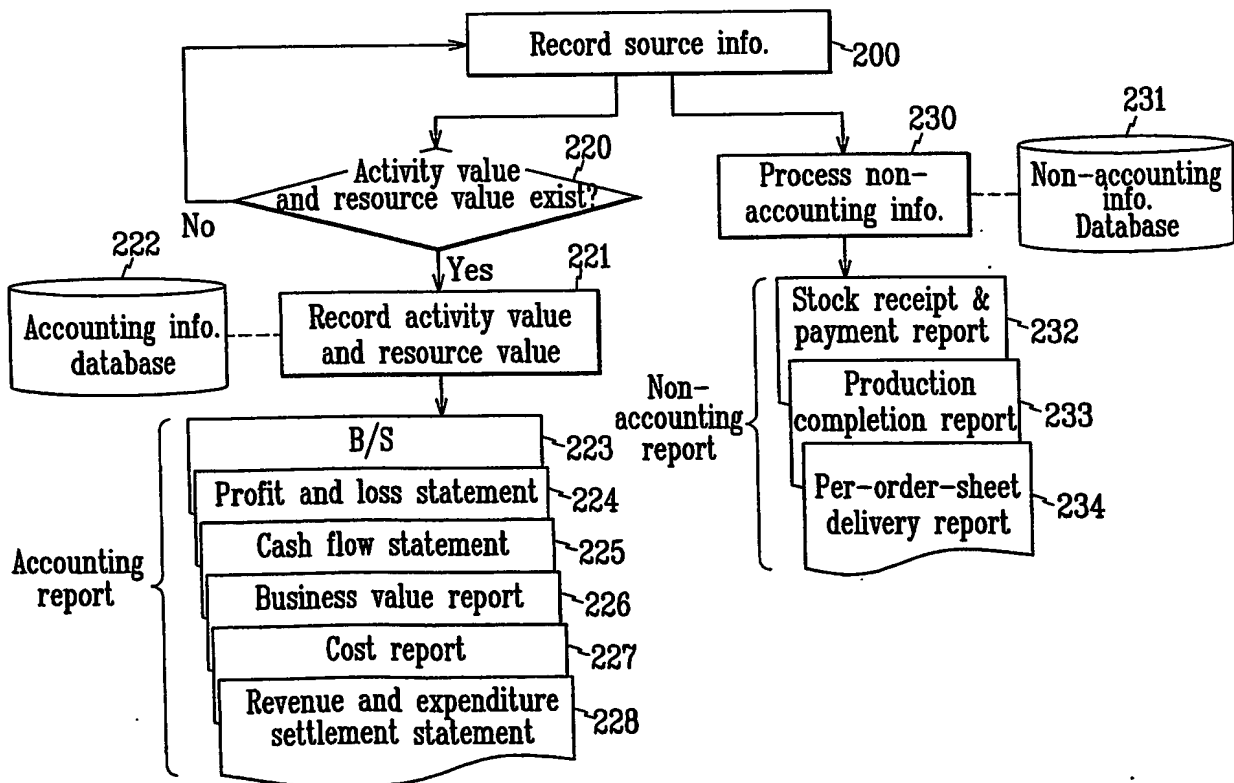 Record source info.
200
231
230
220
Activity value
and resource value exist?
Process non-
accounting info.
Non-accounting
info.
Database
No
222
Yes
221
Accounting info.
database
Record activity value
and resource value
Stock receipt &
payment report
232
Non-
accounting
report
Production
completion report
233
Per-order-sheet
delivery report
234
Accounting
report
B/S
223
Profit and loss statement
224
Cash flow statement
225
Business value report
226
Cost report
227
Revenue and expenditure
settlement statement
228